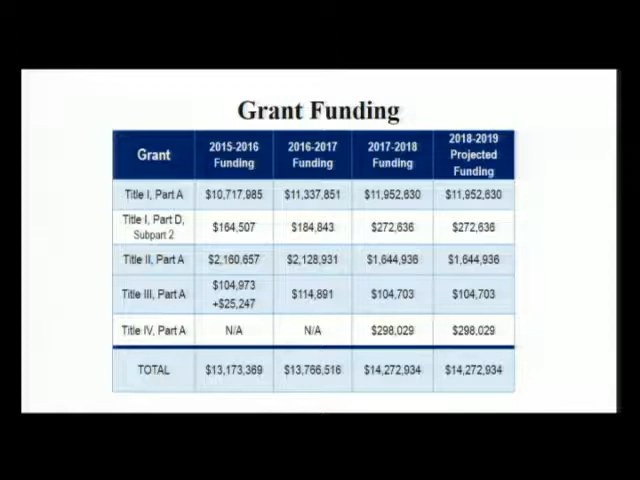 Grant Funding
Grant
2015-2016 Funding
2016-2017 Funding
2017-2018 Funding
2018-2019 Projected Funding
Title I, Part A $10,717,985 $11,337,851 $11,952,630 $11,952,630
Title I, Part D, Subpart 2 $164,507 $184,843 $272,636 $272,636
Title II, Part A $2,160,657 $2,128,931 $1,644,936 $1,644,936
Title III, Part A $104,973 +$25,247 $114,891 $104,703 $104,703
Title IV, Part A N/A N/A $298,029 $298,029
TOTAL $13,173,369 $13,766,516 $14,272,934 $14,272,934